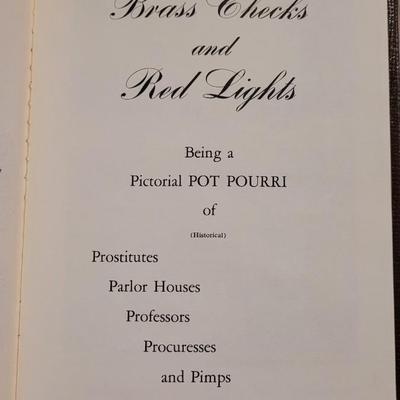 Brass Checks
and
Red Lights
Being a
Pictorial POT POURRI
of
(Historical)
Prostitutes
Parlor Houses
Professors
Procuresses
and Pimps